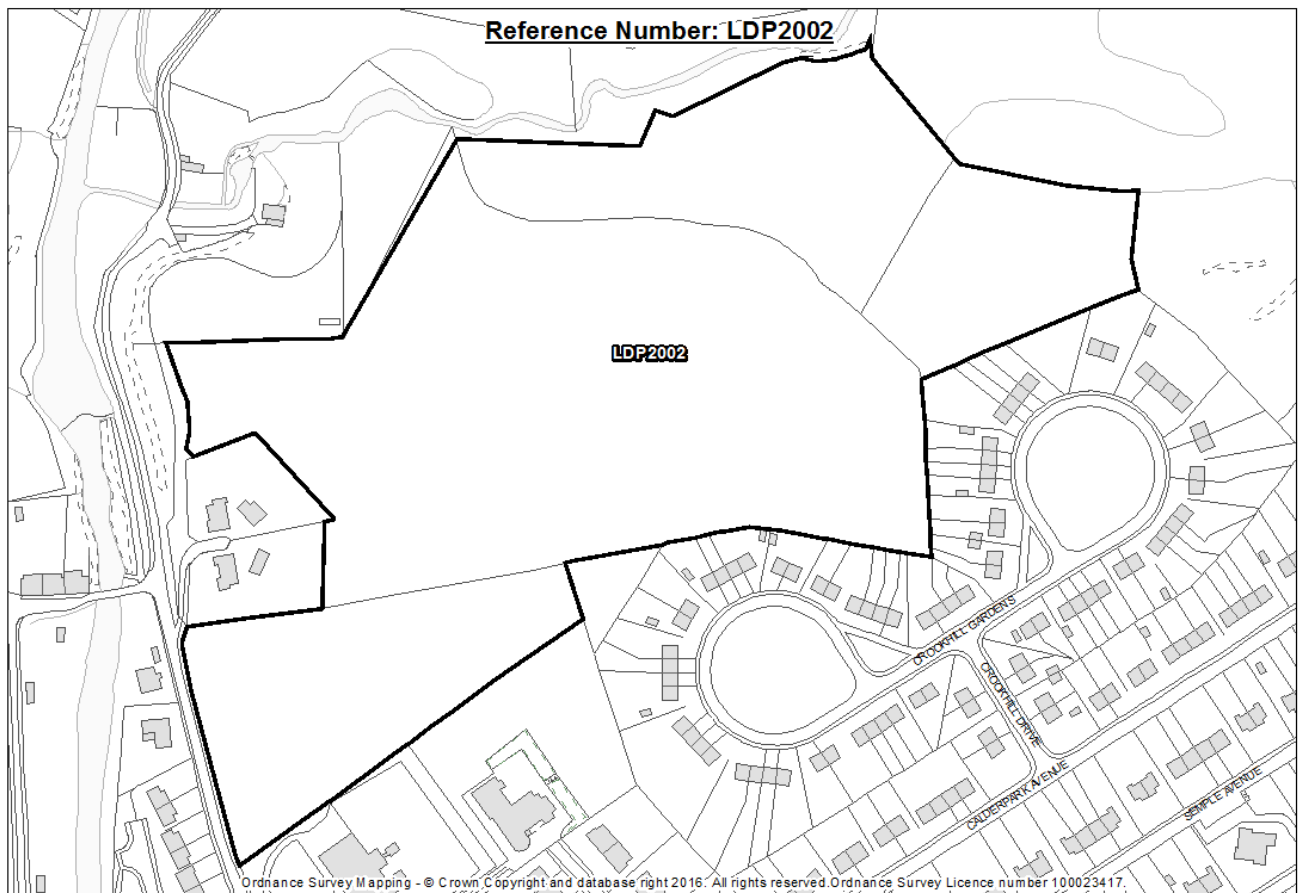 Reference Number: LDP2002
LDP2002
CROOKHILL GARDENS
CROOKHILL DRIVE
CALDERPARK AVENUE
SEMPLE AVENUE
Ordnance Survey Mapping - © Crown Copyright and database right 2016. All rights reserved.Ordnance Survey Licence number 100023417.